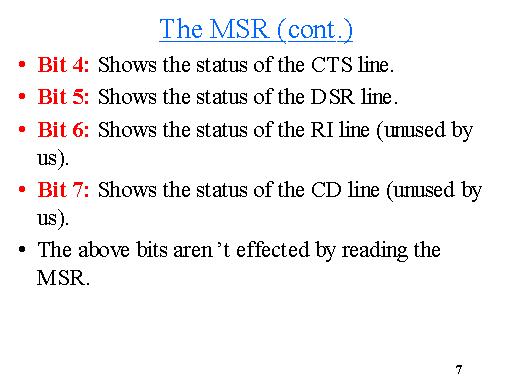 The MSR (cont.)
• Bit 4: Shows the status of the CTS line.
• Bit 5: Shows the status of the DSR line.
• Bit 6: Shows the status of the RI line (unused by
us).
• Bit 7: Shows the status of the CD line (unused by
us).
• The above bits aren’t effected by reading the
MSR.
7